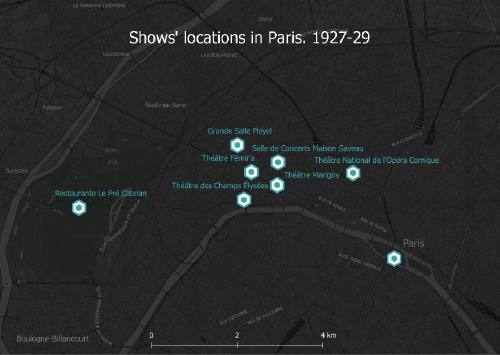 La Garenne-Colombes
Clichy
Shows' locations in Paris. 1927-29
Levallois-Perret
Puteaux
Neuilly-sur-Seine
Grande Salle Pleyel
Salle de Concerts Maison Gaveau
Théâtre Fémina
Théâtre National de l'Opéra Comique
Suresnes
Théâtre Marigny
Théâtre des Champs Élysées
Restaurante Le Pré Catelan
Paris
Boulogne-Billancourt
0 2 4 km